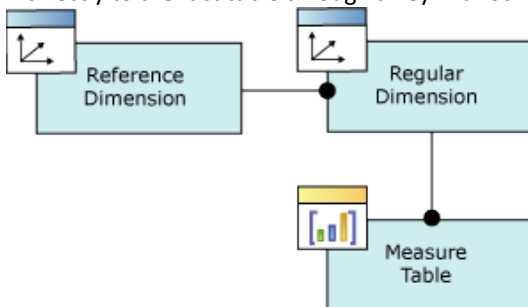 Reference
Dimension
Regular
Dimension
Measure
Table